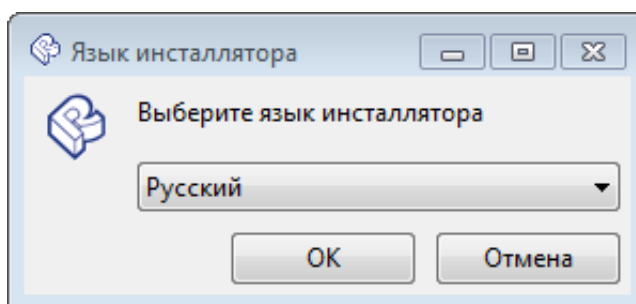 Язык инсталлятора
Выберите язык инсталлятора
Русский
OK
Отмена